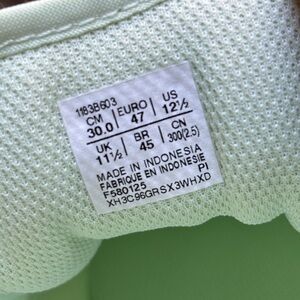 1183B603
CM | EURO | US
30.0 | 47 | 12½
UK | BR | CN
11½ | 45 | 300(2.5)
MADE IN INDONESIA
FABRIQUE EN INDONESIE
F580125 PI
XH3C96GRSX3WHXD